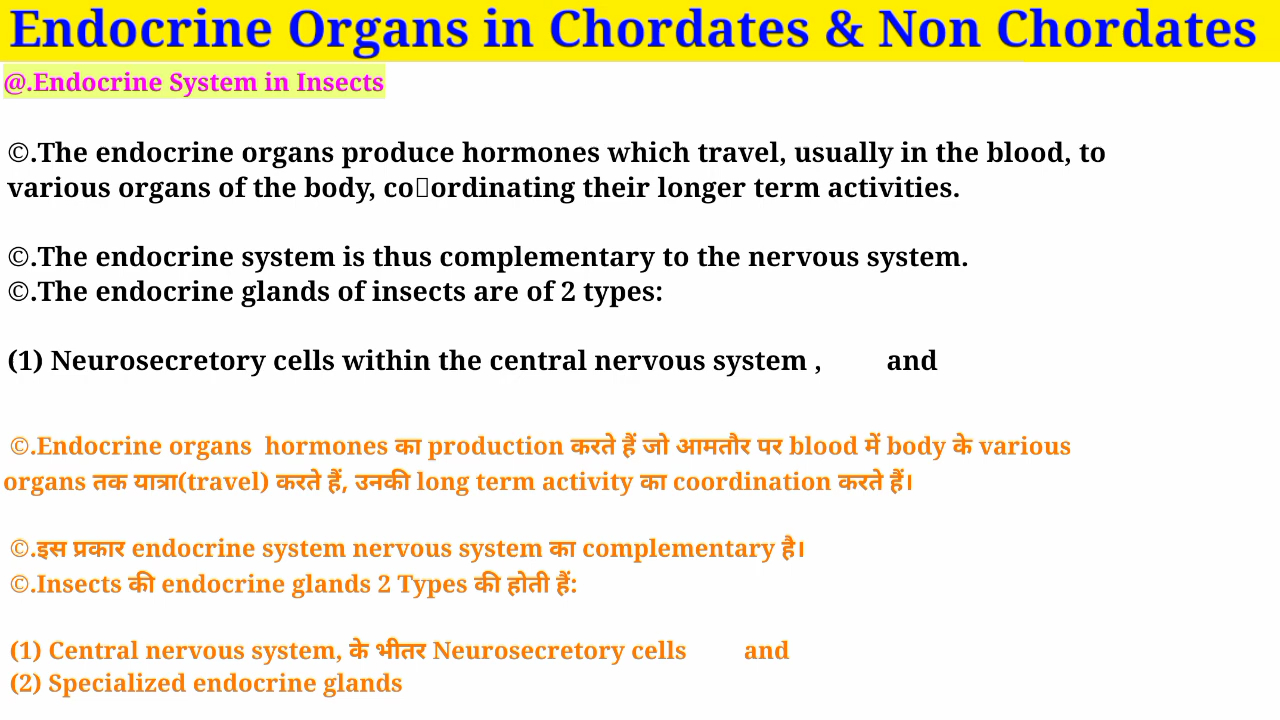 Endocrine Organs in Chordates & Non Chordates
@.Endocrine System in Insects
©.The endocrine organs produce hormones which travel, usually in the blood, to
various organs of the body, co▯ordinating their longer term activities.
©.The endocrine system is thus complementary to the nervous system.
©.The endocrine glands of insects are of 2 types:
(1) Neurosecretory cells within the central nervous system , and
©.Endocrine organs hormones का production करते हैं जो आमतौर पर blood में body के various
organs तक यात्रा(travel) करते हैं, उनकी long term activity का coordination करते हैं।
©.इस प्रकार endocrine system nervous system का complementary है।
©.Insects की endocrine glands 2 Types की होती हैं:
(1) Central nervous system, के भीतर Neurosecretory cells and
(2) Specialized endocrine glands